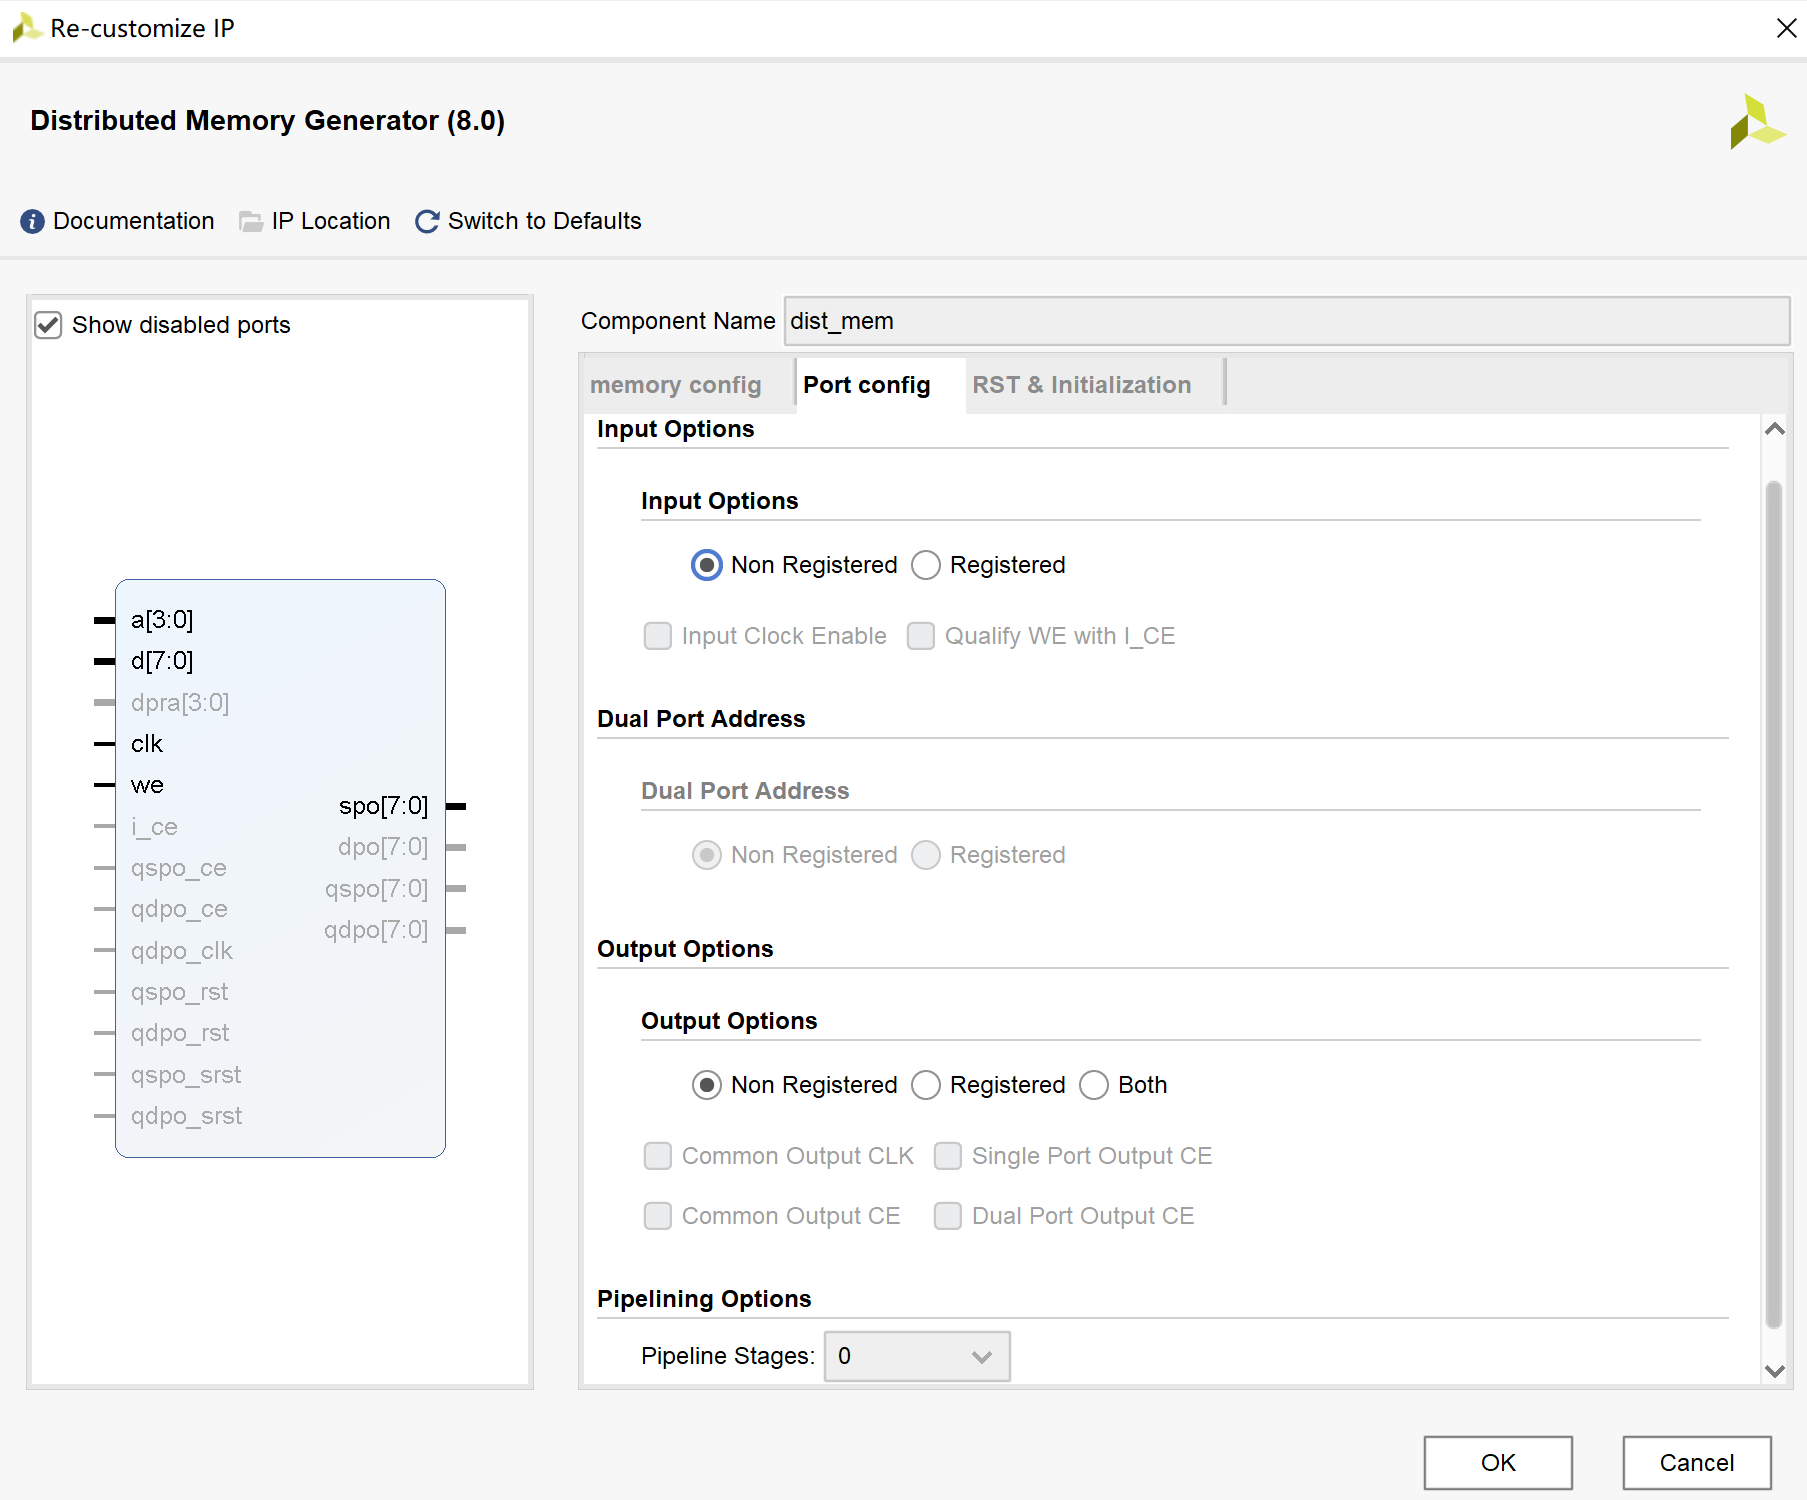 Re-customize IP
Distributed Memory Generator (8.0)
Documentation IP Location Switch to Defaults
Show disabled ports
a[3:0]
d[7:0]
dpra[3:0]
clk
we
i_ce
qspo_ce
qdpo_ce
qdpo_clk
qspo_rst
qdpo_rst
qspo_srst
qdpo_srst
spo[7:0]
dpo[7:0]
qspo[7:0]
qdpo[7:0]
Component Name dist_mem
memory config Port config RST & Initialization
Input Options
Input Options
Non Registered Registered
Input Clock Enable Qualify WE with I_CE
Dual Port Address
Dual Port Address
Non Registered Registered
Output Options
Output Options
Non Registered Registered Both
Common Output CLK Single Port Output CE
Common Output CE Dual Port Output CE
Pipelining Options
Pipeline Stages: 0
OK Cancel